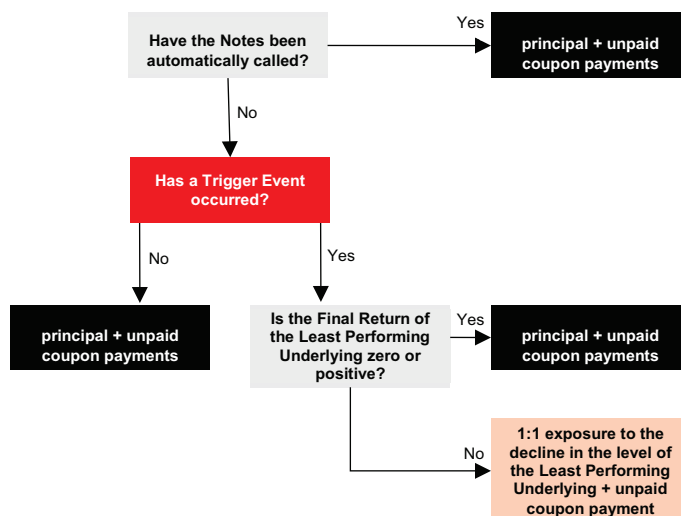 Have the Notes been
automatically called?
Yes
principal + unpaid
coupon payments
No
Has a Trigger Event
occurred?
No
Yes
principal + unpaid
coupon payments
Is the Final Return of
the Least Performing
Underlying zero or
positive?
Yes
principal + unpaid
coupon payments
No
1:1 exposure to the
decline in the level of
the Least Performing
Underlying + unpaid
coupon payment